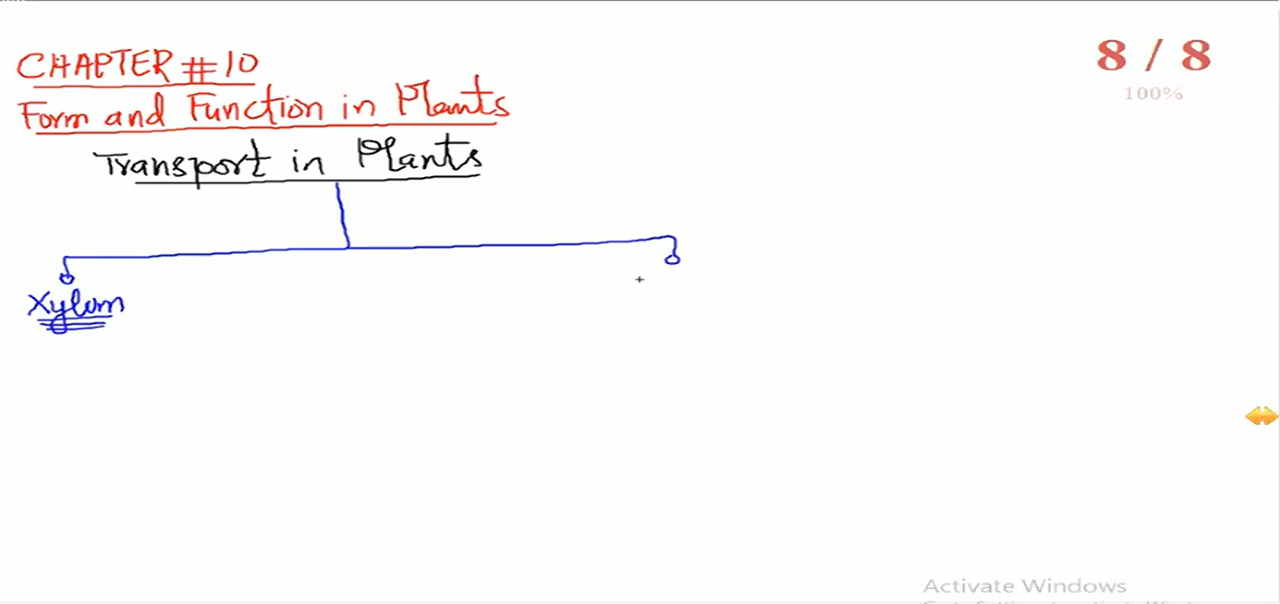 CHAPTER #10
8 / 8
100%
Form and Function in Plants
Transport in Plants
Xylem
Activate Windows